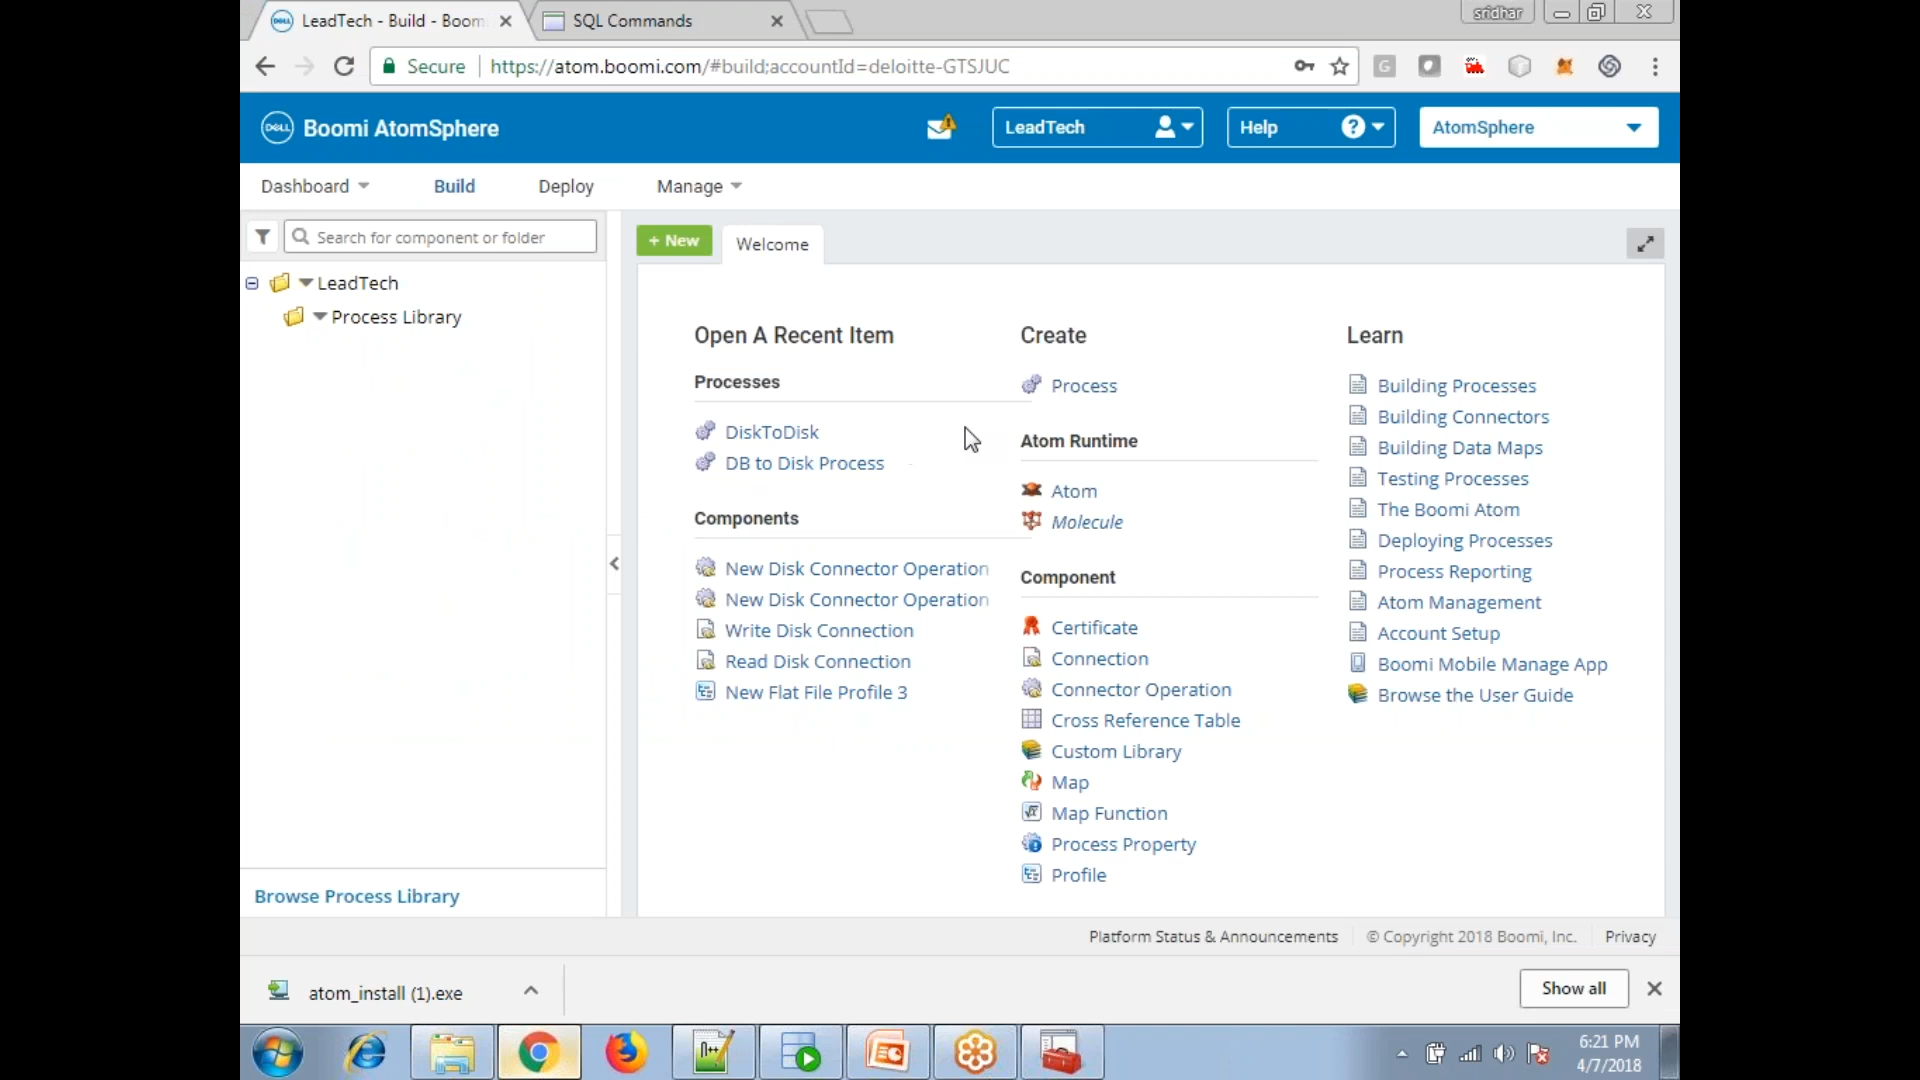 LeadTech - Build - Boom
SQL Commands
sridhar
Secure
https://atom.boomi.com/#build;accountId=deloitte-GTSJUC
DELL
Boomi AtomSphere
LeadTech
Help
AtomSphere
Dashboard
Build
Deploy
Manage
Search for component or folder
+ New
Welcome
LeadTech
Process Library
Open A Recent Item
Processes
DiskToDisk
DB to Disk Process
Components
New Disk Connector Operation
New Disk Connector Operation
Write Disk Connection
Read Disk Connection
New Flat File Profile 3
Create
Process
Atom Runtime
Atom
Molecule
Component
Certificate
Connection
Connector Operation
Cross Reference Table
Custom Library
Map
Map Function
Process Property
Profile
Learn
Building Processes
Building Connectors
Building Data Maps
Testing Processes
The Boomi Atom
Deploying Processes
Process Reporting
Atom Management
Account Setup
Boomi Mobile Manage App
Browse the User Guide
Browse Process Library
Platform Status & Announcements
© Copyright 2018 Boomi, Inc.
Privacy
atom_install (1).exe
Show all
6:21 PM
4/7/2018